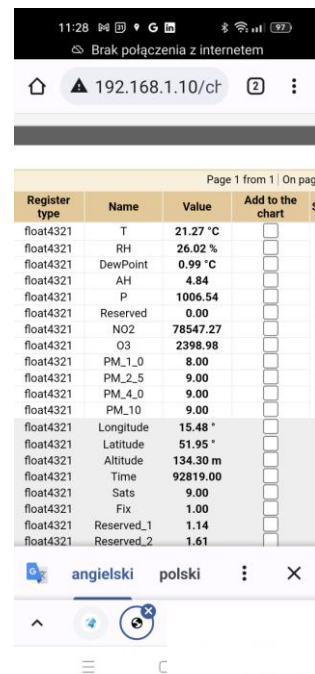 11:28 31 G in 97
Brak połączenia z internetem
192.168.1.10/ch 2
Page 1 from 1 On pag
Register type Name Value Add to the chart
float4321 T 21.27 °C
float4321 RH 26.02 %
float4321 DewPoint 0.99 °C
float4321 AH 4.84
float4321 P 1006.54
float4321 Reserved 0.00
float4321 NO2 78547.27
float4321 O3 2398.98
float4321 PM_1_0 8.00
float4321 PM_2_5 9.00
float4321 PM_4_0 9.00
float4321 PM_10 9.00
float4321 Longitude 15.48 °
float4321 Latitude 51.95 °
float4321 Altitude 134.30 m
float4321 Time 92819.00
float4321 Sats 9.00
float4321 Fix 1.00
float4321 Reserved_1 1.14
float4321 Reserved_2 1.61
angielski polski